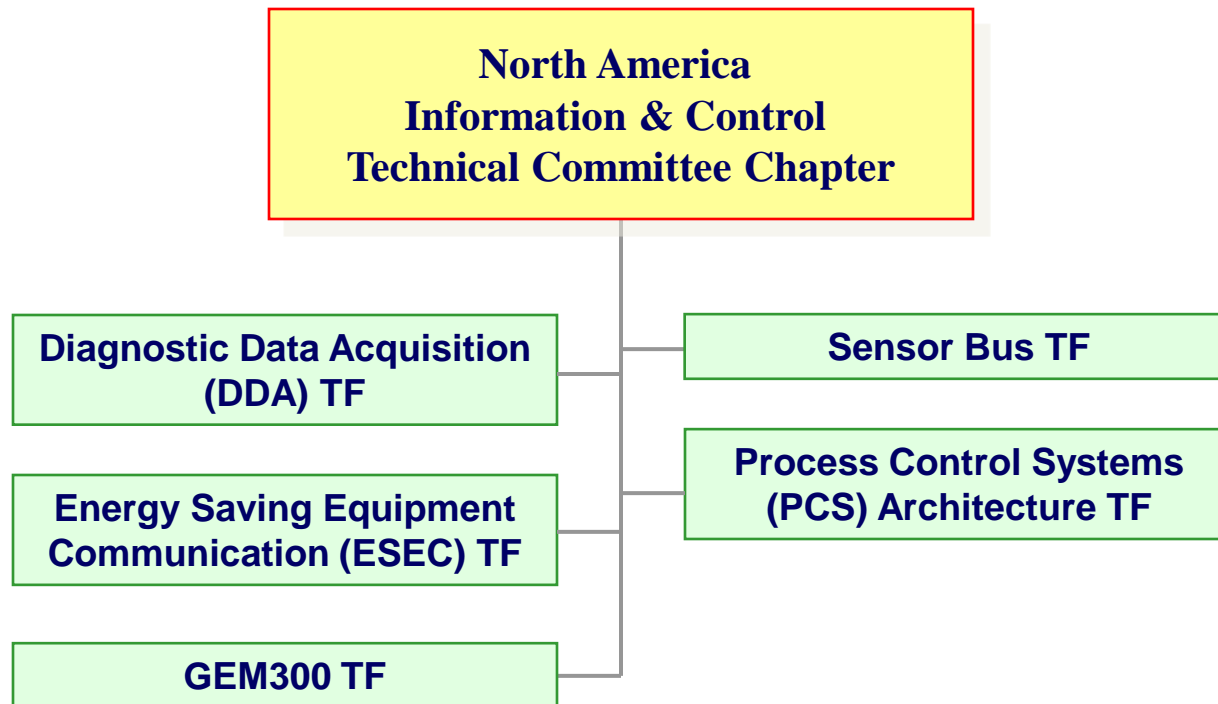 North America
Information & Control
Technical Committee Chapter
Diagnostic Data Acquisition
(DDA) TF
Energy Saving Equipment
Communication (ESEC) TF
GEM300 TF
Sensor Bus TF
Process Control Systems
(PCS) Architecture TF